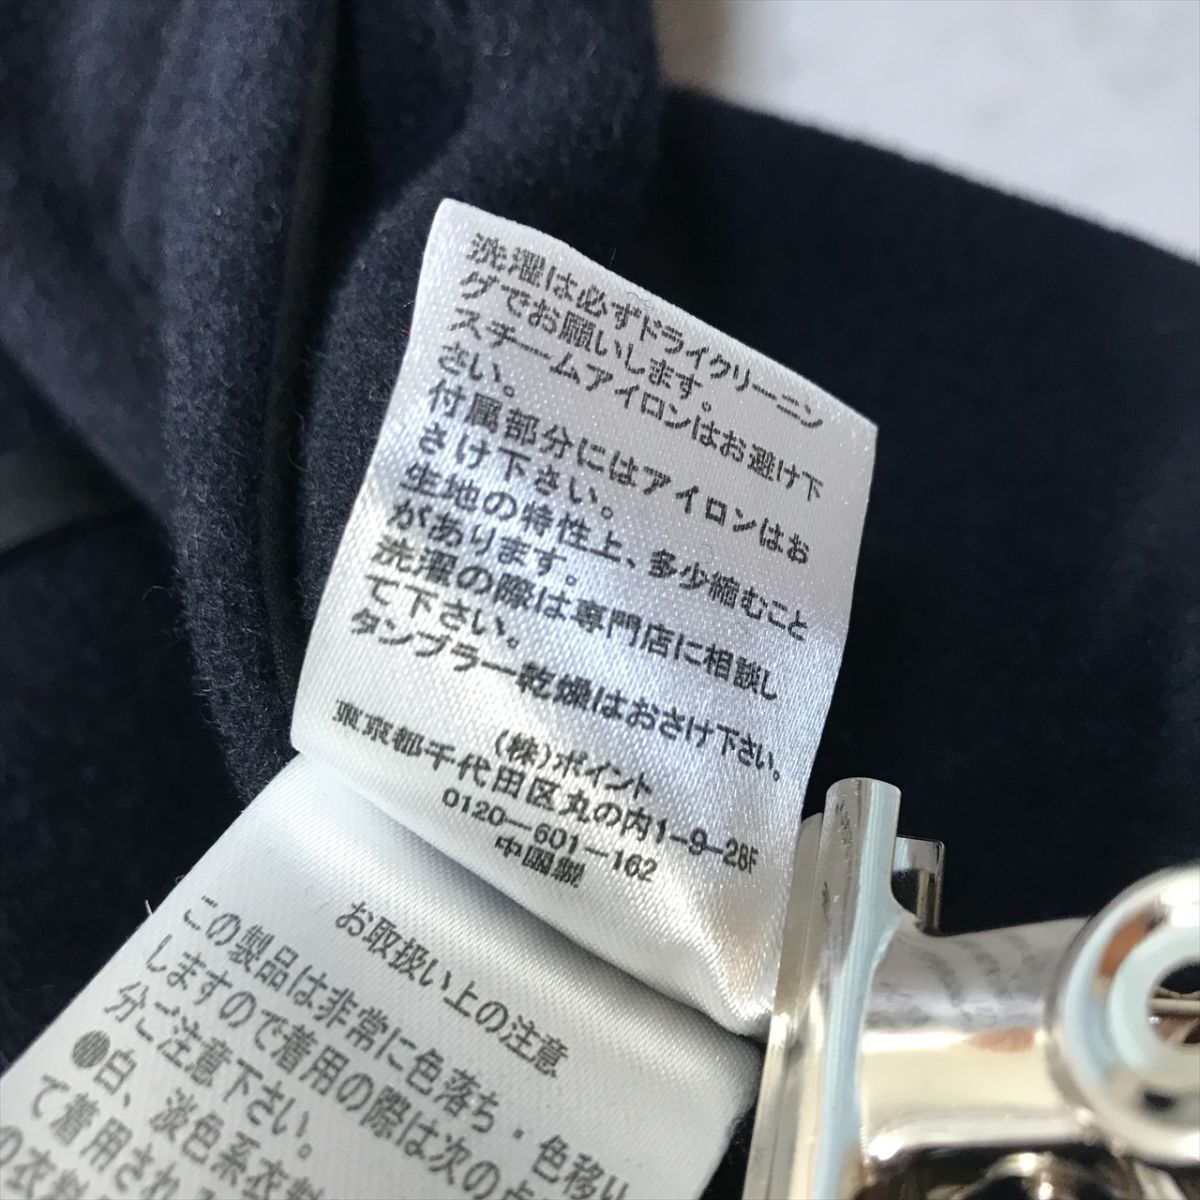 洗濯は必ずドライクリーニン
グでお願いします。
スチームアイロンはお避け下
さい。
付属部分にはアイロンはお
さけ下さい。
生地の特性上、多少縮むこと
があります。
洗濯の際は専門店に相談し
て下さい。
タンブラー乾燥はおさけ下さい。
(株)ポイント
東京都千代田区丸の内1-9-2BF
0120-601-162
中国製
お取扱い上の注意
この製品は非常に色落ち・色移り
しますので着用の際は次の点
分ご注意下さい。
●白、淡色系衣料
て着用され
の衣料